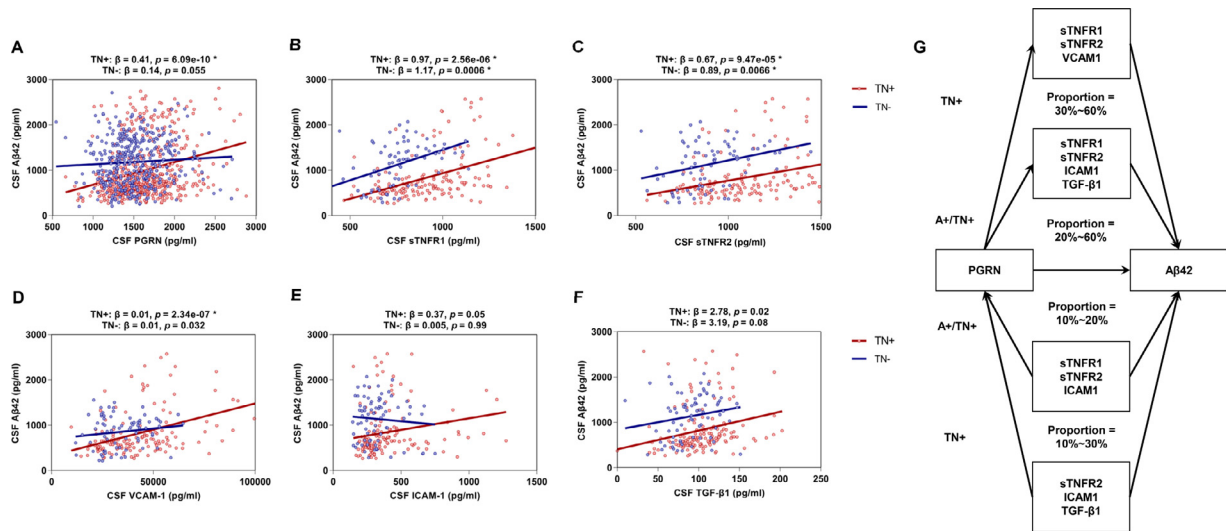 A
TN+: β = 0.41, p = 6.09e-10 *
TN-: β = 0.14, p = 0.055
3000
2000
1000
0
500
1000
1500
2000
2500
3000
CSF Aβ42 (pg/ml)
CSF PGRN (pg/ml)
B
TN+: β = 0.97, p = 2.56e-06 *
TN-: β = 1.17, p = 0.0006 *
3000
2000
1000
0
500
1000
1500
CSF Aβ42 (pg/ml)
CSF sTNFR1 (pg/ml)
C
TN+: β = 0.67, p = 9.47e-05 *
TN-: β = 0.89, p = 0.0066 *
3000
2000
1000
0
500
1000
1500
CSF Aβ42 (pg/ml)
CSF sTNFR2 (pg/ml)
TN+
TN-
D
TN+: β = 0.01, p = 2.34e-07 *
TN-: β = 0.01, p = 0.032
3000
2000
1000
0
0
50000
100000
CSF Aβ42 (pg/ml)
CSF VCAM-1 (pg/ml)
E
TN+: β = 0.37, p = 0.05
TN-: β = 0.005, p = 0.99
3000
2000
1000
0
0
500
1000
1500
CSF Aβ42 (pg/ml)
CSF ICAM-1 (pg/ml)
F
TN+: β = 2.78, p = 0.02
TN-: β = 3.19, p = 0.08
3000
2000
1000
0
0
50
100
150
200
250
CSF Aβ42 (pg/ml)
CSF TGF-β1 (pg/ml)
TN+
TN-
G
sTNFR1
sTNFR2
VCAM1
TN+
Proportion =
30%~60%
sTNFR1
sTNFR2
ICAM1
TGF-β1
A+/TN+
Proportion =
20%~60%
PGRN
Aβ42
A+/TN+
Proportion =
10%~20%
sTNFR1
sTNFR2
ICAM1
TN+
Proportion =
10%~30%
sTNFR2
ICAM1
TGF-β1